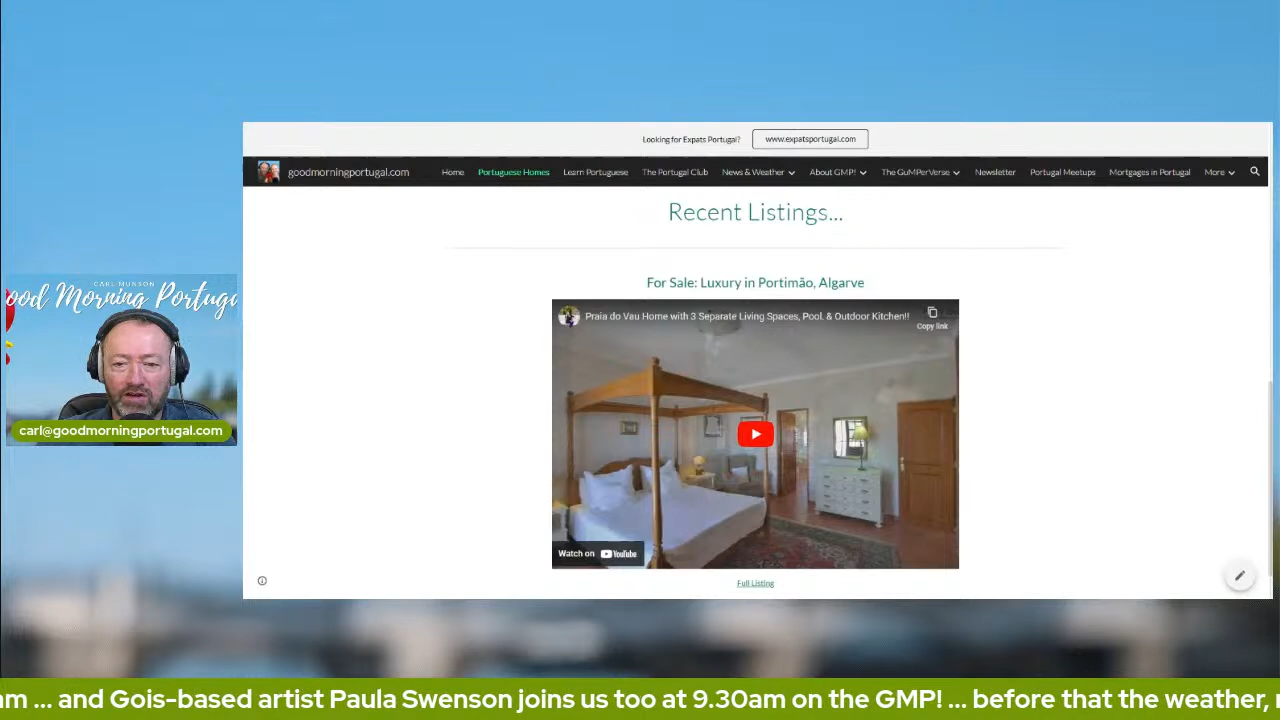 Looking for Expats Portugal?
www.expatsportugal.com
goodmorningportugal.com
Home
Portuguese Homes
Learn Portuguese
The Portugal Club
News & Weather
About GMP!
The GuMPerVerse
Newsletter
Portugal Meetups
Mortgages in Portugal
More
Recent Listings...
For Sale: Luxury in Portimão, Algarve
Praia do Vau Home with 3 Separate Living Spaces, Pool, & Outdoor Kitchen!!
Copy link
Watch on YouTube
Full Listing
CARL MUNSON
ood Morning Portuga
carl@goodmorningportugal.com
am ... and Gois-based artist Paula Swenson joins us too at 9.30am on the GMP! ... before that the weather,